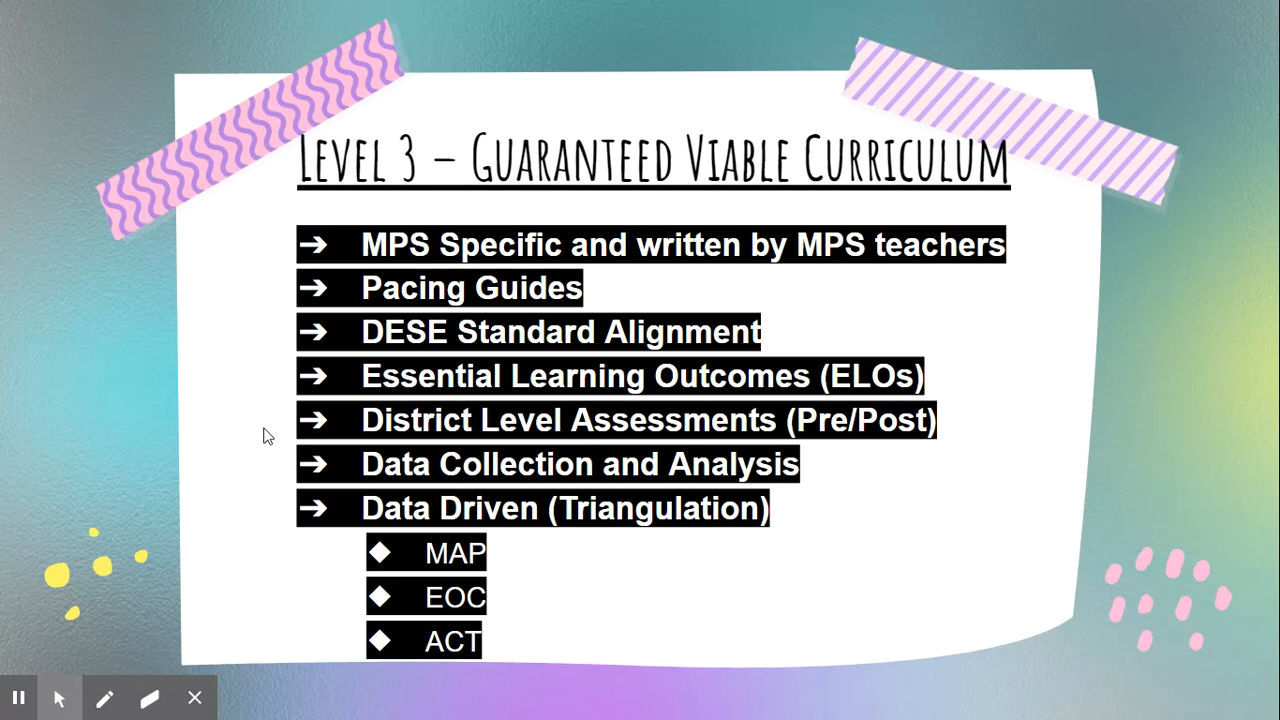 Level 3 – Guaranteed Viable Curriculum
➔ MPS Specific and written by MPS teachers
➔ Pacing Guides
➔ DESE Standard Alignment
➔ Essential Learning Outcomes (ELOs)
➔ District Level Assessments (Pre/Post)
➔ Data Collection and Analysis
➔ Data Driven (Triangulation)
◆ MAP
◆ EOC
◆ ACT